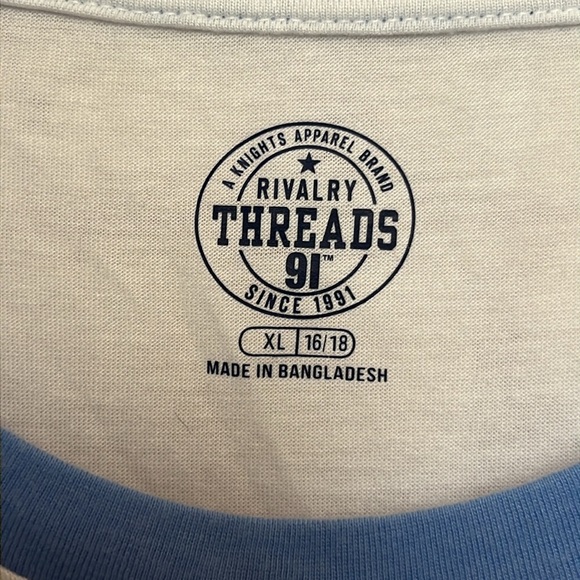 A KNIGHTS APPAREL BRAND
RIVALRY
THREADS
91™
SINCE 1991
XL 16/18
MADE IN BANGLADESH